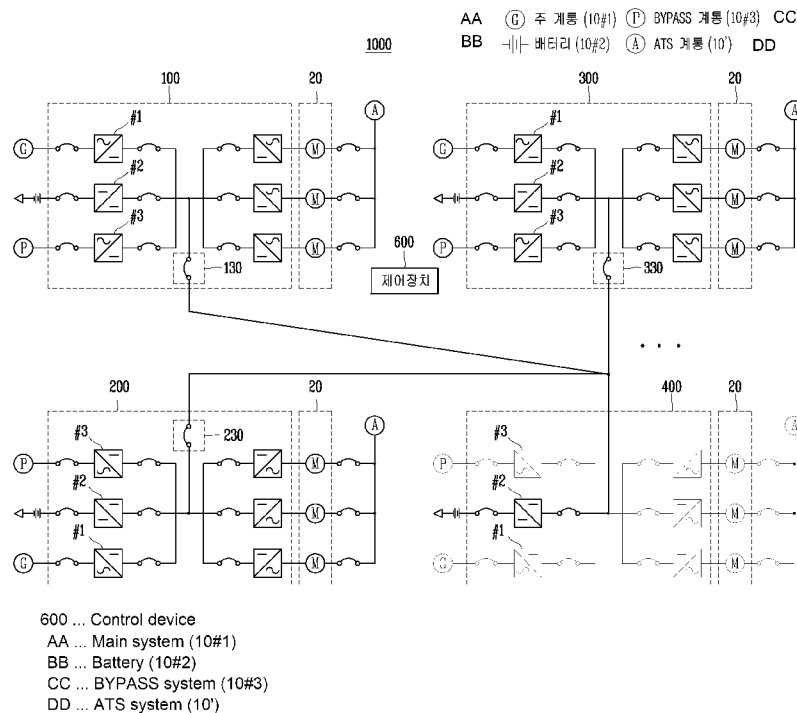 AA G 주 계통 (10#1) P BYPASS 계통 (10#3) CC
BB 배터리 (10#2) A ATS 계통 (10') DD
1000
100 20 300 20
A A
#1 #1
G M G M
#2 #2
M M
#3 #3
P M P M
130 600 330
제어장치
. . .
200 20 400 20
A A
230
#3 #3
P M P M
#2 #2
M M
#1 #1
G M G M
600 ... Control device
AA ... Main system (10#1)
BB ... Battery (10#2)
CC ... BYPASS system (10#3)
DD ... ATS system (10')